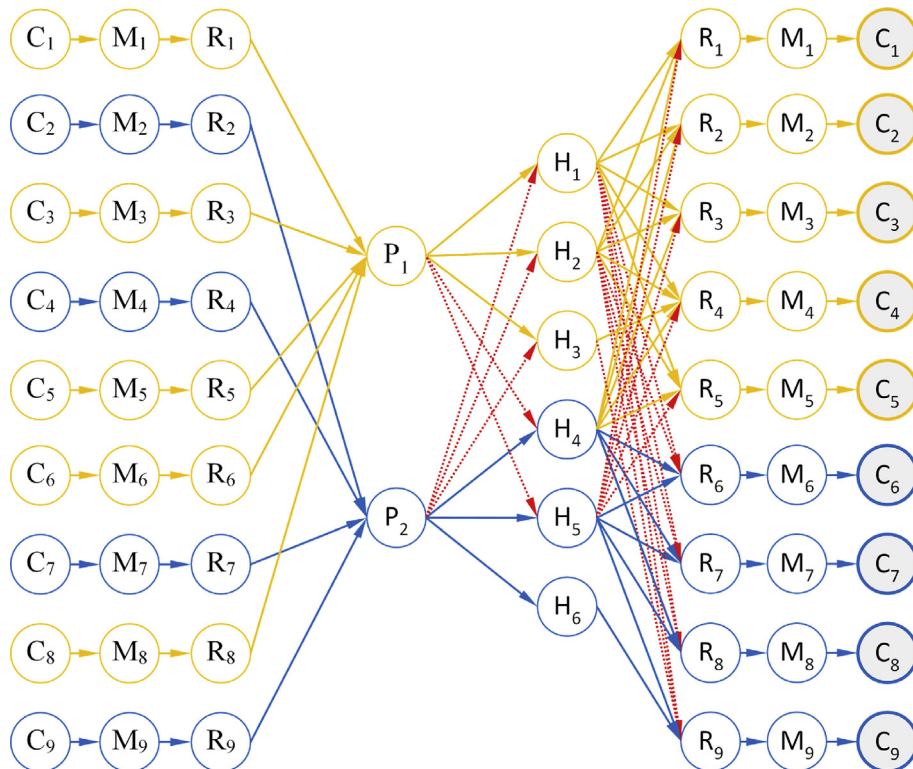 C₁ M₁ R₁ R₁ M₁ C₁
C₂ M₂ R₂ R₂ M₂ C₂
H₁
C₃ M₃ R₃ R₃ M₃ C₃
P₁ H₂
C₄ M₄ R₄ R₄ M₄ C₄
H₃
C₅ M₅ R₅ R₅ M₅ C₅
H₄
C₆ M₆ R₆ R₆ M₆ C₆
P₂ H₅
C₇ M₇ R₇ R₇ M₇ C₇
H₆
C₈ M₈ R₈ R₈ M₈ C₈
C₉ M₉ R₉ R₉ M₉ C₉